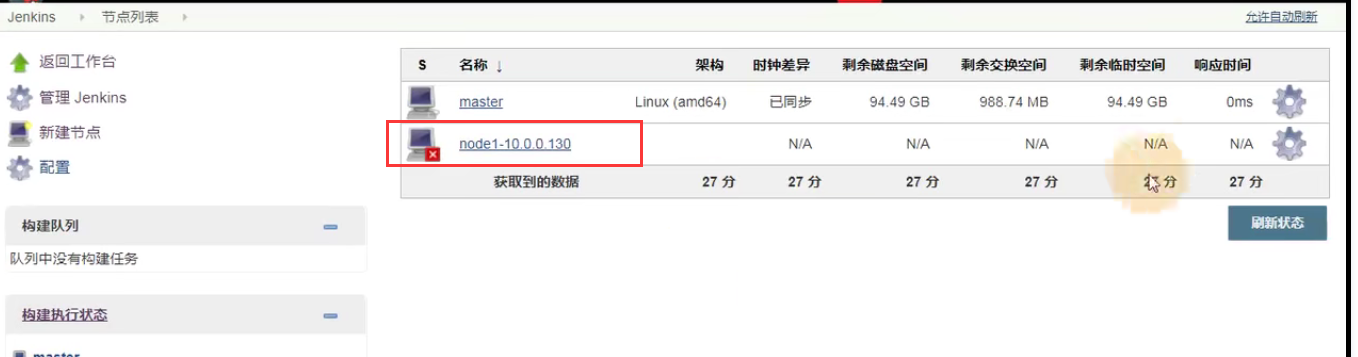 Jenkins 节点列表 允许自动刷新
返回工作台
管理 Jenkins
新建节点
配置
构建队列
队列中没有构建任务
构建执行状态
master
S 名称 ↓ 架构 时钟差异 剩余磁盘空间 剩余交换空间 剩余临时空间 响应时间
master Linux (amd64) 已同步 94.49 GB 988.74 MB 94.49 GB 0ms
node1-10.0.0.130 N/A N/A N/A N/A N/A
获取到的数据 27 分 27 分 27 分 27 分 27 分 27 分
刷新状态